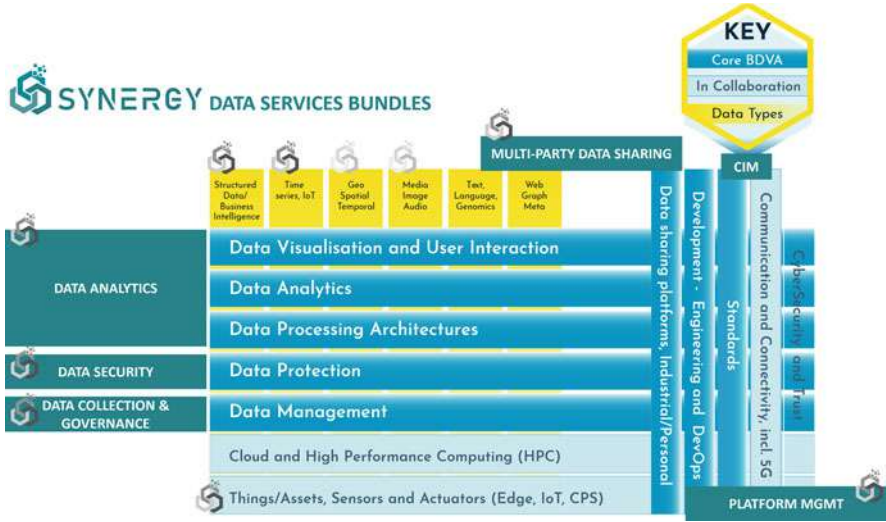 KEY
Core BDVA
In Collaboration
Data Types
SYNERGY DATA SERVICES BUNDLES
MULTI-PARTY DATA SHARING
CIM
Structured
Data/
Business
Intelligence
Time
series, IoT
Geo
Spatial
Temporal
Media
Image
Audio
Text,
Language,
Genomics
Web
Graph
Meta
DATA ANALYTICS
DATA SECURITY
DATA COLLECTION &
GOVERNANCE
Data Visualisation and User Interaction
Data Analytics
Data Processing Architectures
Data Protection
Data Management
Cloud and High Performance Computing (HPC)
Things/Assets, Sensors and Actuators (Edge, IoT, CPS)
Data sharing platforms, Industrial/Personal
Development - Engineering and DevOps
Standards
Communication and Connectivity, incl. 5G
CyberSecurity and Trust
PLATFORM MGMT